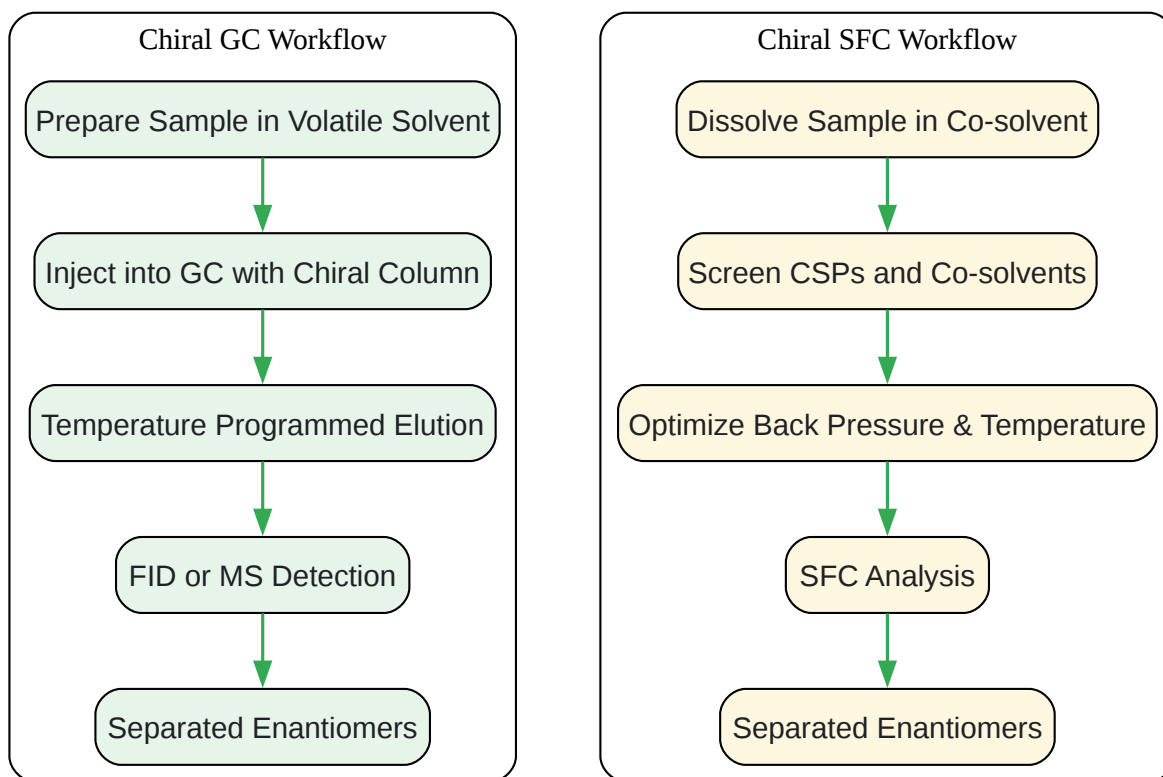 Chiral GC Workflow
Prepare Sample in Volatile Solvent
Inject into GC with Chiral Column
Temperature Programmed Elution
FID or MS Detection
Separated Enantiomers
Chiral SFC Workflow
Dissolve Sample in Co-solvent
Screen CSPs and Co-solvents
Optimize Back Pressure & Temperature
SFC Analysis
Separated Enantiomers